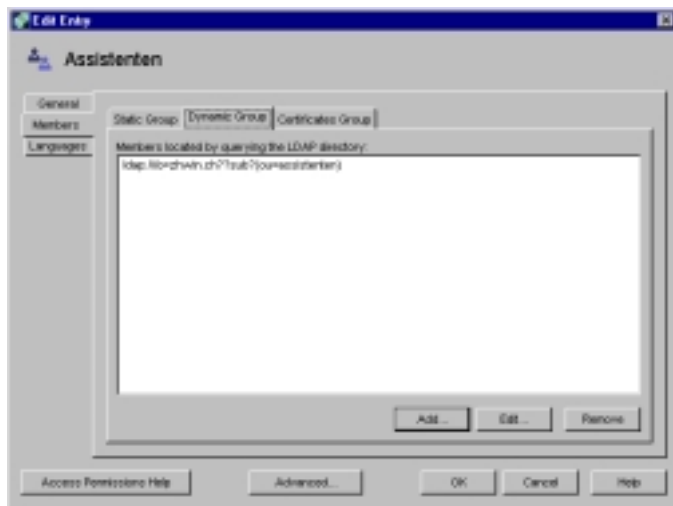 Edit Entry
Assistenten
General
Members
Languages
Static Group Dynamic Group Certificates Group
Members located by querying the LDAP directory:
ldap:///o=zhwin.ch??sub?(ou=assistenten)
Add... Edit... Remove
Access Permissions Help Advanced... OK Cancel Help